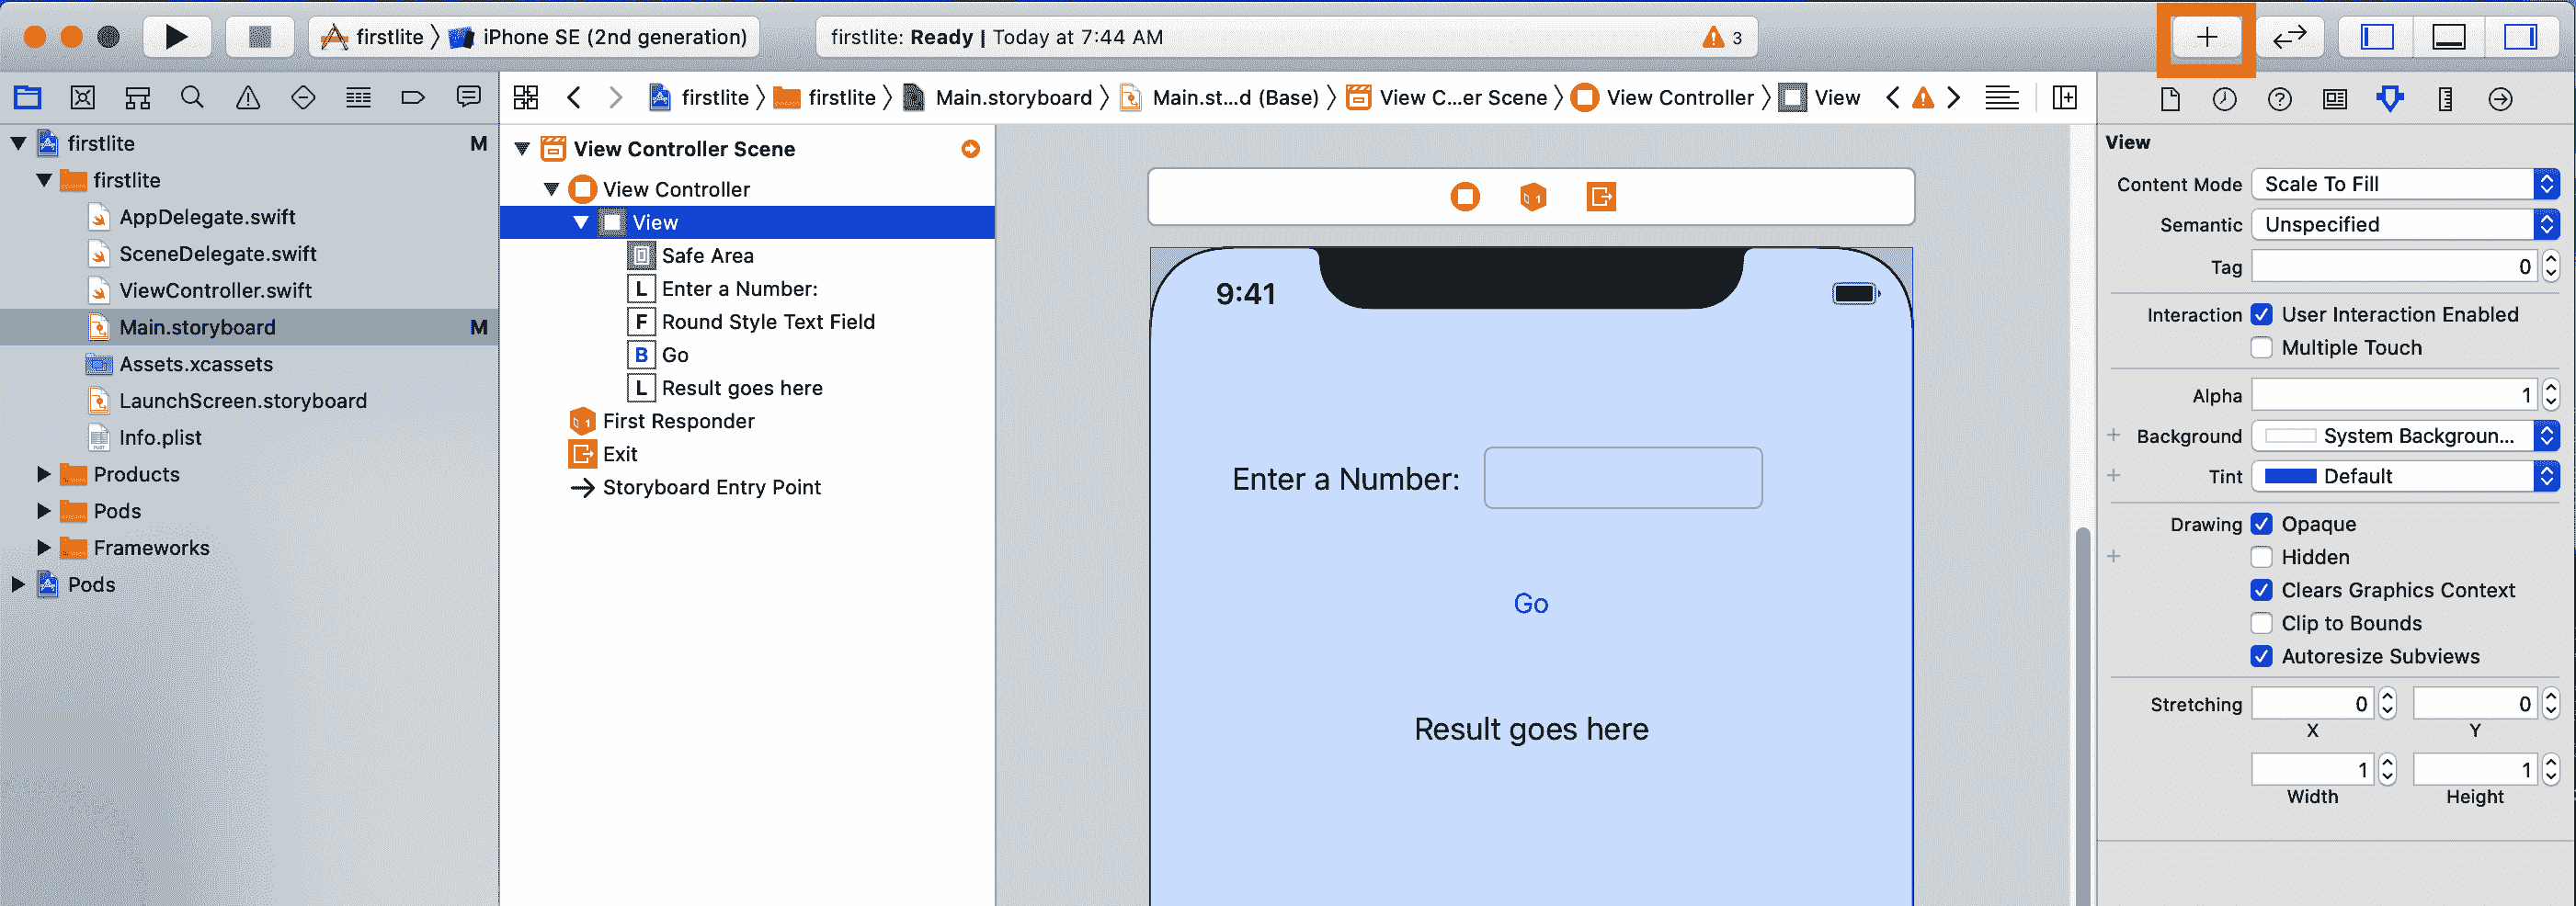 firstlite iPhone SE (2nd generation)
firstlite: Ready | Today at 7:44 AM 3
firstlite firstlite Main.storyboard Main.st...d (Base) View C...er Scene View Controller View
firstlite M
firstlite
AppDelegate.swift
SceneDelegate.swift
ViewController.swift
Main.storyboard M
Assets.xcassets
LaunchScreen.storyboard
Info.plist
Products
Pods
Frameworks
Pods
View Controller Scene
View Controller
View
Safe Area
L Enter a Number:
F Round Style Text Field
B Go
L Result goes here
First Responder
Exit
Storyboard Entry Point
9:41
Enter a Number:
Go
Result goes here
View
Content Mode Scale To Fill
Semantic Unspecified
Tag 0
Interaction User Interaction Enabled
Multiple Touch
Alpha 1
Background System Backgroun...
Tint Default
Drawing Opaque
Hidden
Clears Graphics Context
Clip to Bounds
Autoresize Subviews
Stretching 0 0
X Y
1 1
Width Height